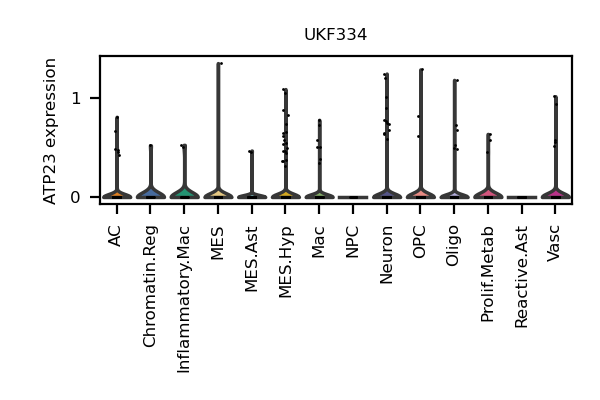 UKF334
ATP23 expression
1
0
AC
Chromatin.Reg
Inflammatory.Mac
MES
MES.Ast
MES.Hyp
Mac
NPC
Neuron
OPC
Oligo
Prolif.Metab
Reactive.Ast
Vasc